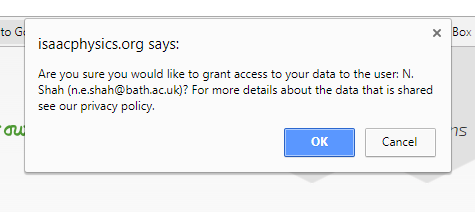 to Go
Box
isaacphysics.org says:
Are you sure you would like to grant access to your data to the user: N.
Shah (n.e.shah@bath.ac.uk)? For more details about the data that is shared
see our privacy policy.
OK Cancel